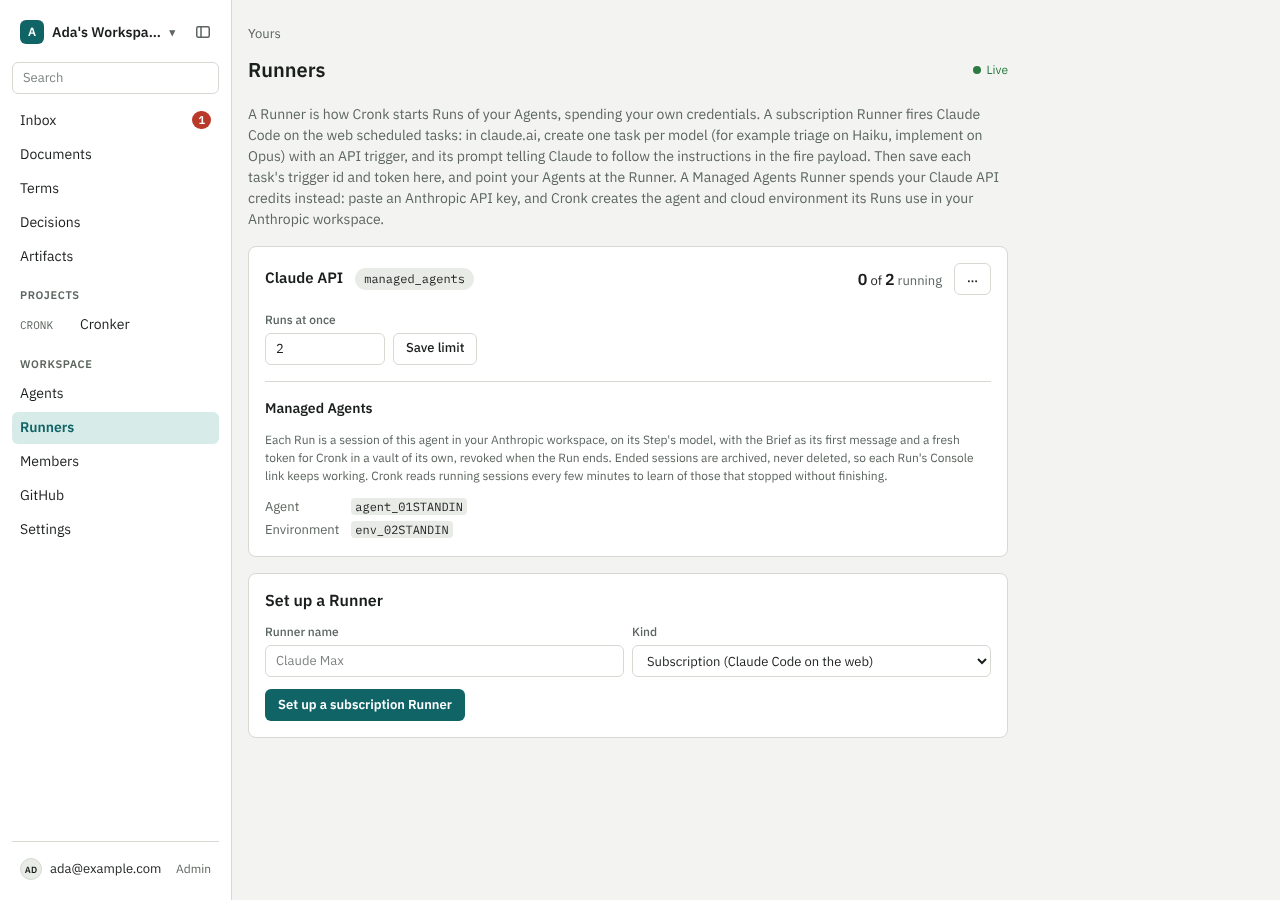 A Ada's Workspa... ▾
Search
Inbox 1
Documents
Terms
Decisions
Artifacts
PROJECTS
CRONK Cronker
WORKSPACE
Agents
Runners
Members
GitHub
Settings
AD ada@example.com Admin
Yours
Runners
Live
A Runner is how Cronk starts Runs of your Agents, spending your own credentials. A subscription Runner fires Claude
Code on the web scheduled tasks: in claude.ai, create one task per model (for example triage on Haiku, implement on
Opus) with an API trigger, and its prompt telling Claude to follow the instructions in the fire payload. Then save each
task's trigger id and token here, and point your Agents at the Runner. A Managed Agents Runner spends your Claude API
credits instead: paste an Anthropic API key, and Cronk creates the agent and cloud environment its Runs use in your
Anthropic workspace.
Claude API managed_agents 0 of 2 running ...
Runs at once
2 Save limit
Managed Agents
Each Run is a session of this agent in your Anthropic workspace, on its Step's model, with the Brief as its first message and a fresh
token for Cronk in a vault of its own, revoked when the Run ends. Ended sessions are archived, never deleted, so each Run's Console
link keeps working. Cronk reads running sessions every few minutes to learn of those that stopped without finishing.
Agent agent_01STANDIN
Environment env_02STANDIN
Set up a Runner
Runner name Kind
Claude Max Subscription (Claude Code on the web)
Set up a subscription Runner